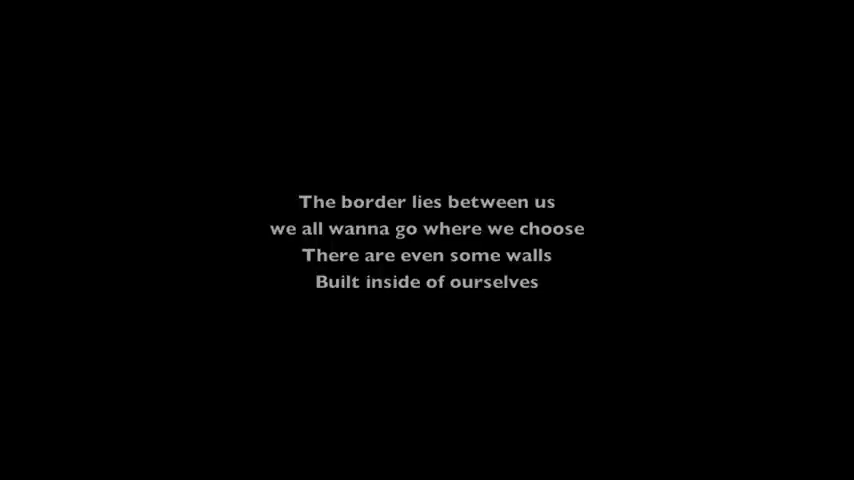 The border lies between us
we all wanna go where we choose
There are even some walls
Built inside of ourselves